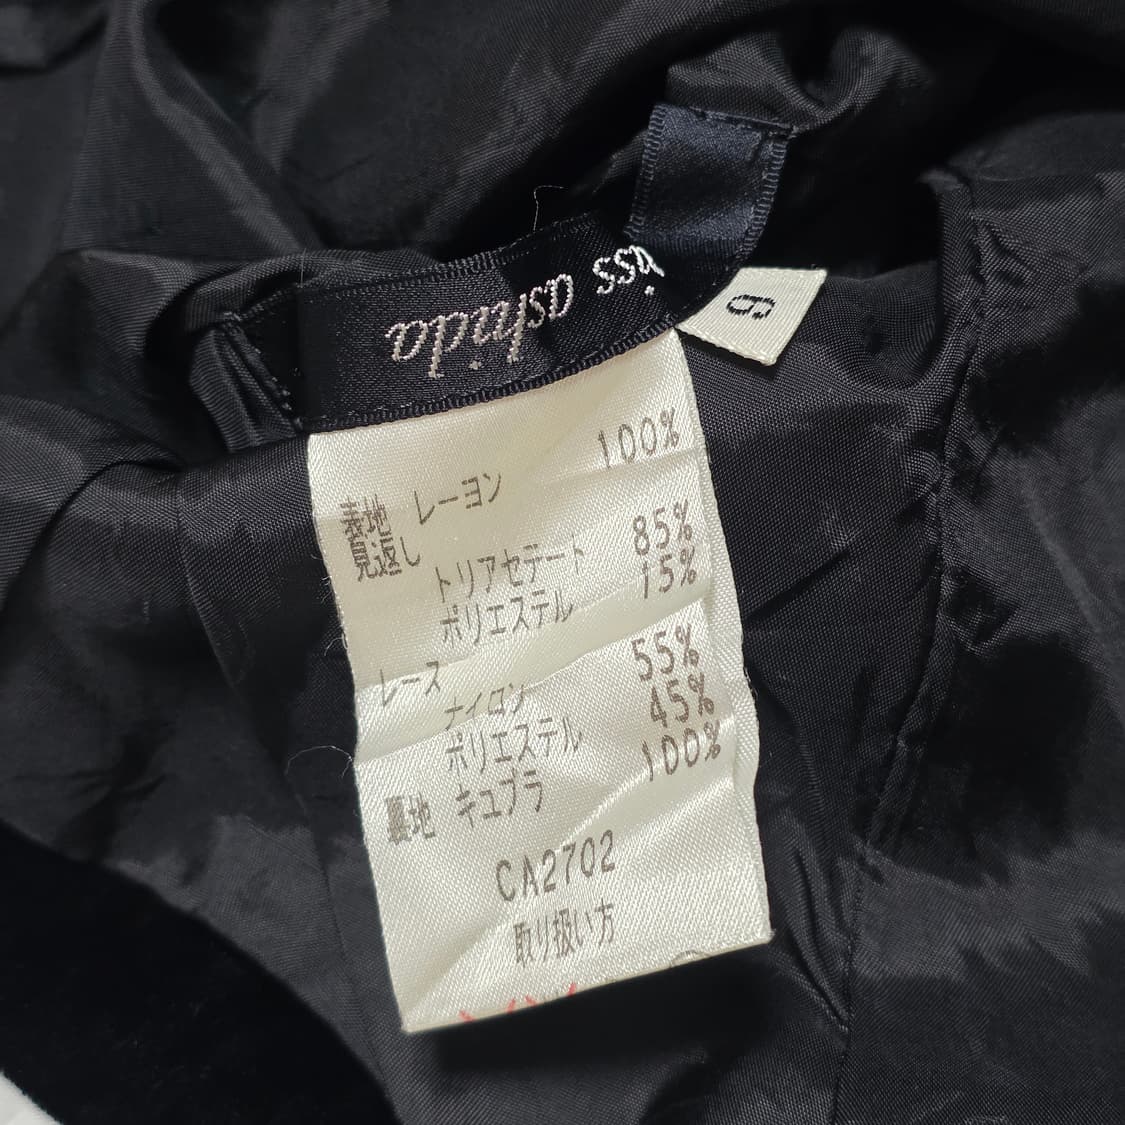 iss ashida
6
表地 レーヨン 100%
見返し
トリアセテート 85%
ポリエステル 15%
レース
ナイロン 55%
ポリエステル 45%
裏地 キュプラ 100%
CA2702
取り扱い方